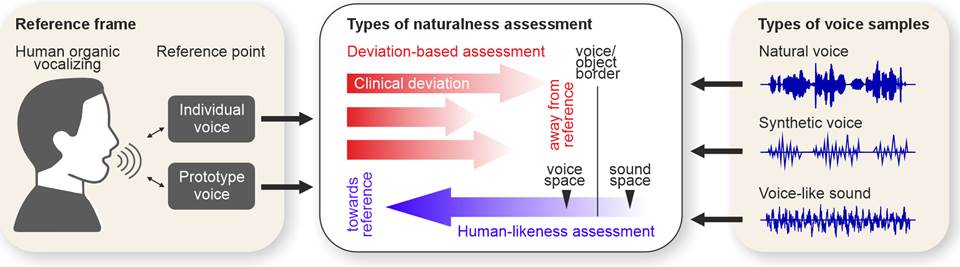 Reference frame
Human organic
vocalizing
Reference point
Individual
voice
Prototype
voice
Types of naturalness assessment
Deviation-based assessment
Clinical deviation
away from
reference
voice/
object
border
voice
space
sound
space
towards
reference
Human-likeness assessment
Types of voice samples
Natural voice
Synthetic voice
Voice-like sound